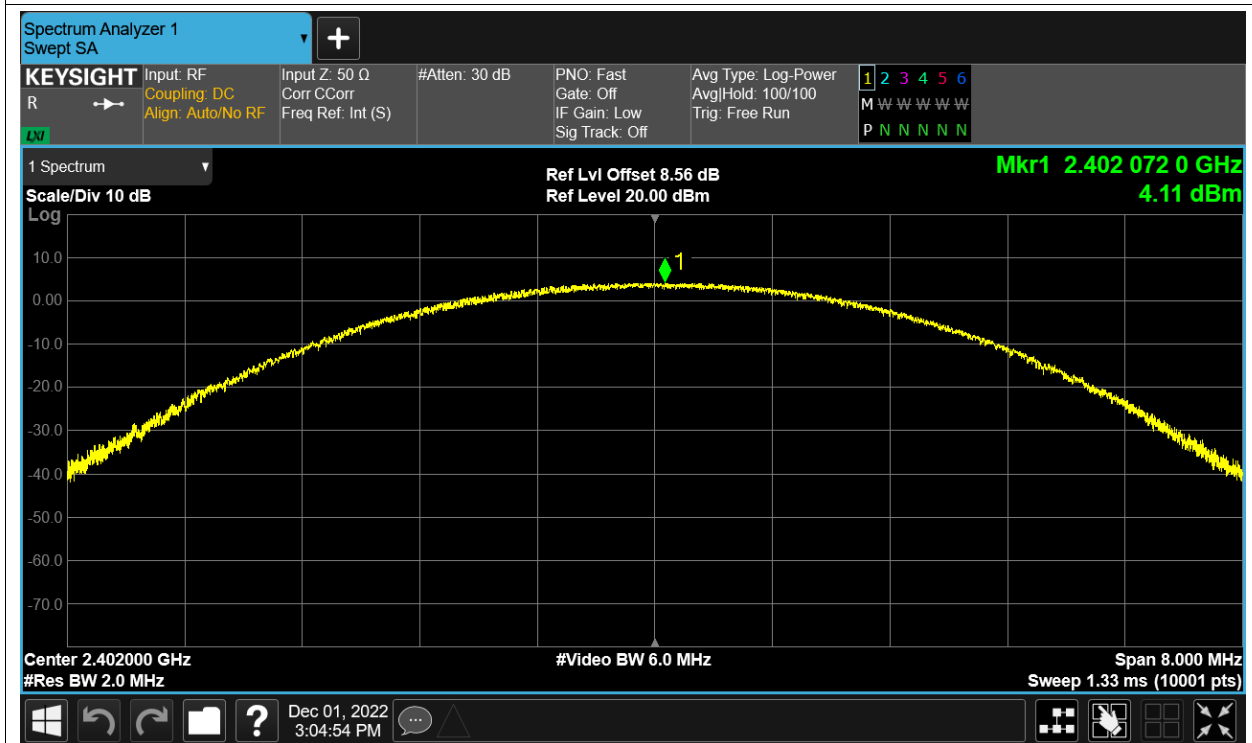 Spectrum Analyzer 1
Swept SA
KEYSIGHT
R
LXI
Input: RF
Coupling: DC
Align: Auto/No RF
Input Z: 50 Ω
Corr CCorr
Freq Ref: Int (S)
#Atten: 30 dB
PNO: Fast
Gate: Off
IF Gain: Low
Sig Track: Off
Avg Type: Log-Power
Avg|Hold: 100/100
Trig: Free Run
1 2 3 4 5 6
M W W W W W
P N N N N N
1 Spectrum
Scale/Div 10 dB
Log
Ref Lvl Offset 8.56 dB
Ref Level 20.00 dBm
Mkr1 2.402 072 0 GHz
4.11 dBm
1
10.0
0.00
-10.0
-20.0
-30.0
-40.0
-50.0
-60.0
-70.0
Center 2.402000 GHz
#Video BW 6.0 MHz
Span 8.000 MHz
#Res BW 2.0 MHz
Sweep 1.33 ms (10001 pts)
?
Dec 01, 2022
3:04:54 PM